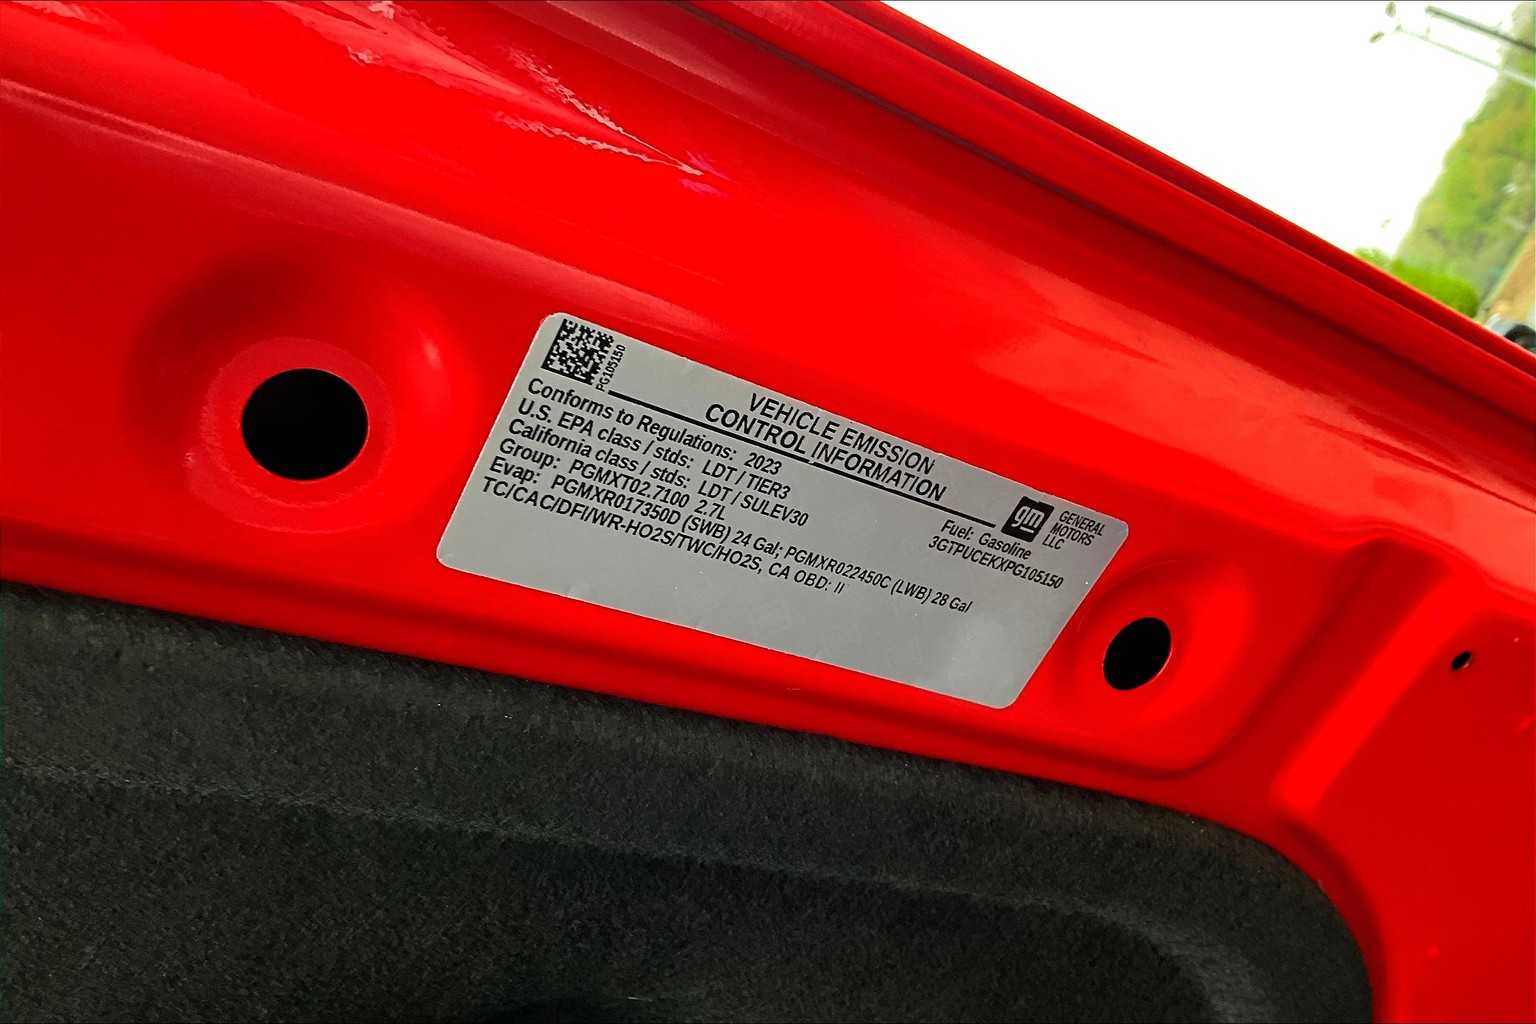 PG105150
VEHICLE EMISSION
CONTROL INFORMATION
gm GENERAL
MOTORS
LLC
Conforms to Regulations: 2023
U.S. EPA class / stds: LDT / TIER3
California class / stds: LDT / SULEV30
Group: PGMXT02.7100 2.7L
Evap: PGMXR017350D (SWB) 24 Gal; PGMXR022450C (LWB) 28 Gal
TC/CAC/DFI/WR-HO2S/TWC/HO2S, CA OBD: II
Fuel: Gasoline
3GTPUCEKXPG105150